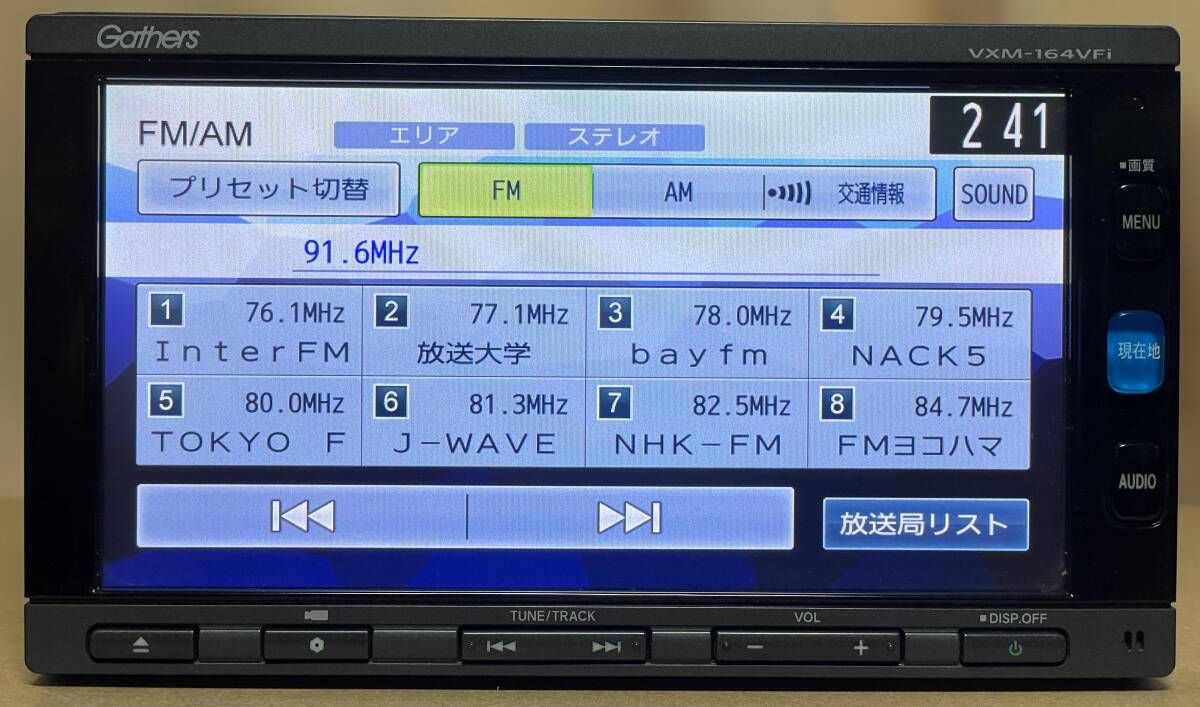 Gathers
VXM-164VFi
FM/AM
エリア
ステレオ
2 41
プリセット切替
FM
AM
交通情報
SOUND
91.6MHz
1 76.1MHz
InterFM
2 77.1MHz
放送大学
3 78.0MHz
bayfm
4 79.5MHz
NACK5
5 80.0MHz
TOKYO F
6 81.3MHz
J-WAVE
7 82.5MHz
NHK-FM
8 84.7MHz
FMヨコハマ
放送局リスト
■画質
MENU
現在地
AUDIO
TUNE/TRACK
VOL
■DISP.OFF